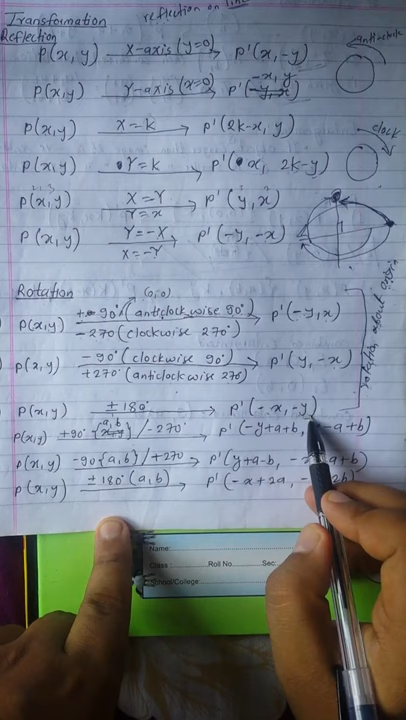 Transformation reflection on line
Reflection
P(x, y) X-axis (y=0) P'(x, -y) Anticlock
-x, y
P(x,y) Y-axis (x=0) P'(-y, x)
P(x,y) X=k P'(2k-x, y) clock
P(x,y) Y=k P'(x, 2k-y)
P(x,y) X=Y P'(y, x)
Y=x
P(x,y) Y=-X P'(-y, -x)
X=-Y
Rotation (0,0)
P(x,y) +90° (anticlockwise 90°) P'(-y, x)
-270 (clockwise 270°)
P(x,y) -90° (clockwise 90°) P'(y, -x)
+270° (anticlockwise 270°)
rotation about origin
P(x,y) ±180° P'(-x, -y)
a,b
P(x,y) +90° {x-y} / -270° P'(-y+a+b, -a+b)
P(x,y) -90 {a,b} / +270 P'(y+a-b, -x+a+b)
P(x,y) ±180° (a,b) P'(-x+2a, 2b)
Name:
Class: Roll No. Sec:
School/College